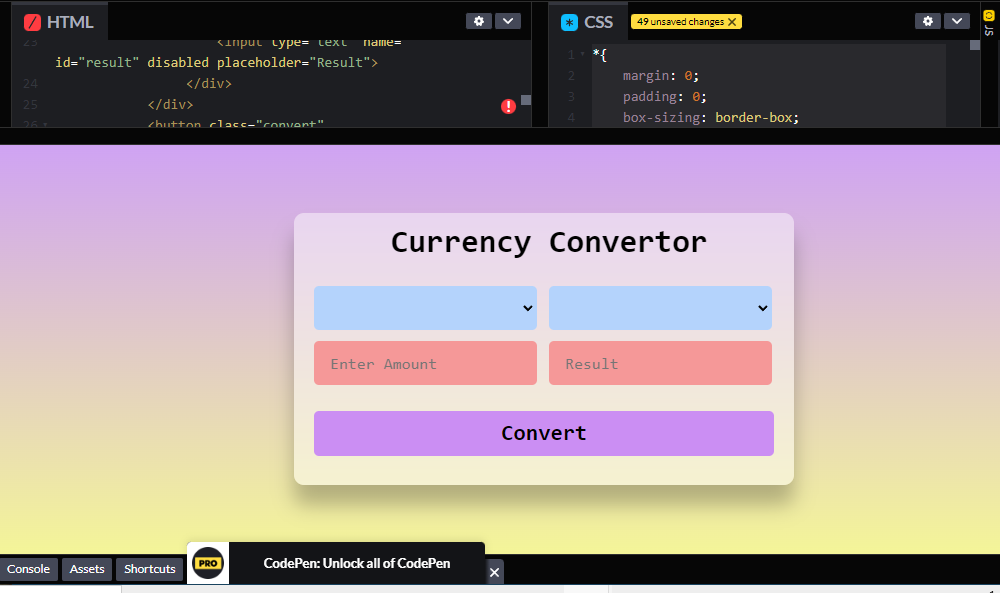 HTML
CSS
49 unsaved changes
JS
23 <input type="text" name=
id="result" disabled placeholder="Result">
24 </div>
25 </div>
26 <button class="convert"
1 *{
2 margin: 0;
3 padding: 0;
4 box-sizing: border-box;
Currency Convertor
Enter Amount
Result
Convert
Console
Assets
Shortcuts
PRO
CodePen: Unlock all of CodePen